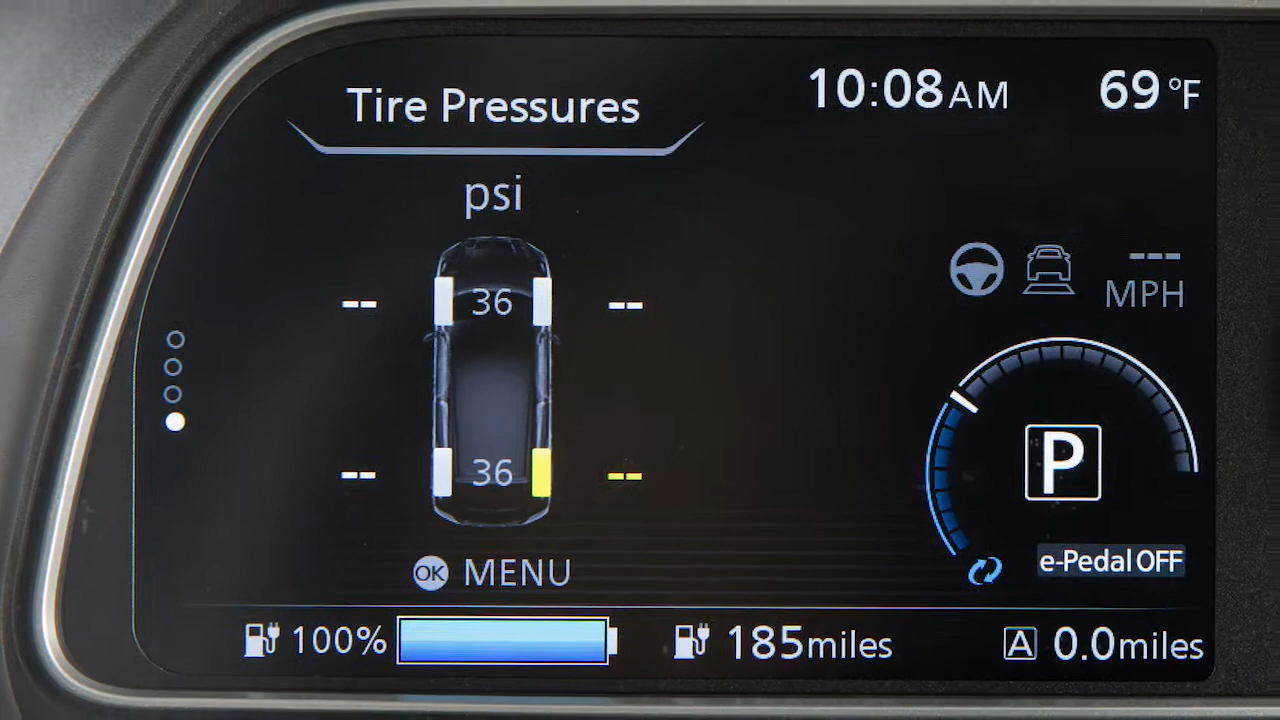 Tire Pressures
10:08 AM
69 °F
psi
-- 36 --
--- MPH
-- 36 --
P
OK MENU
e-Pedal OFF
100%
185 miles
A 0.0 miles